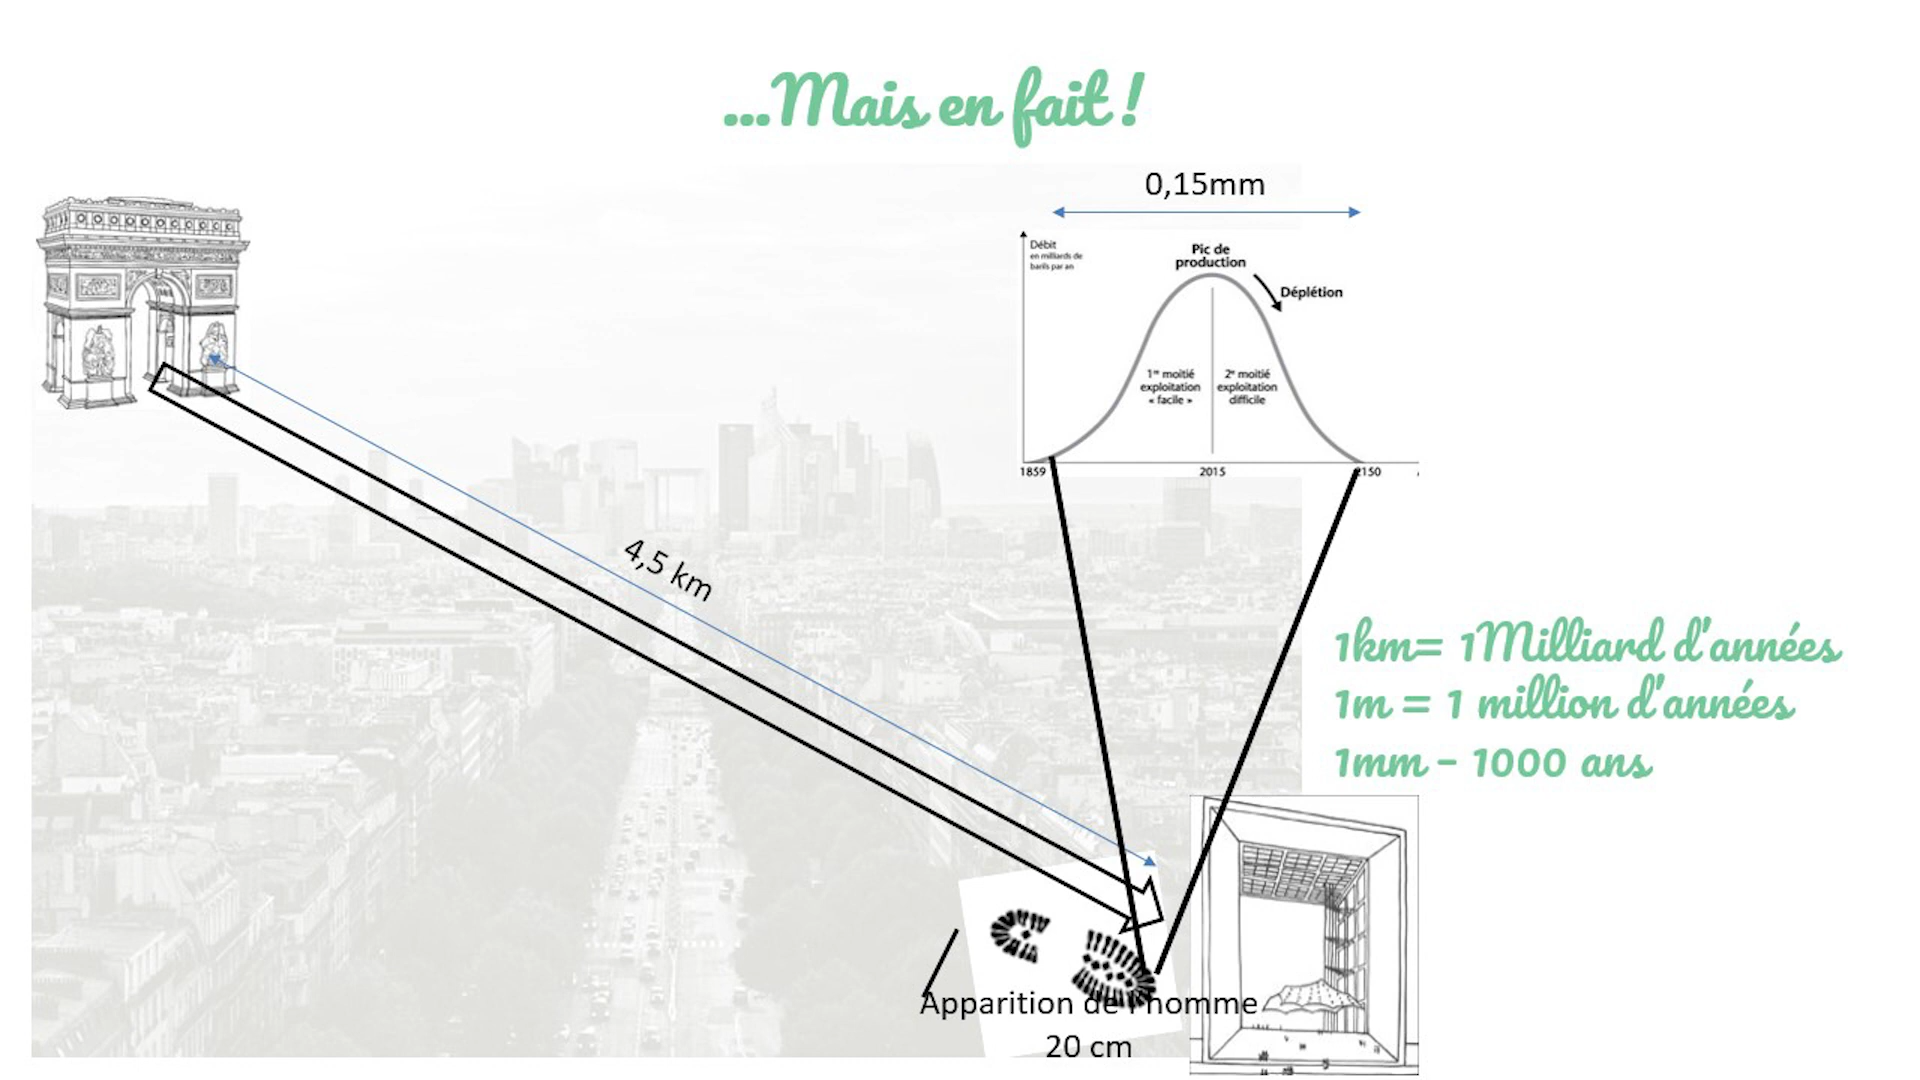 ...Mais en fait !
0,15mm
Débit
en milliards de
barils par an
Pic de
production
Déplétion
1re moitié
exploitation
« facile »
2e moitié
exploitation
difficile
1859
2015
2150
4,5 km
1km= 1Milliard d'années
1m = 1 million d'années
1mm - 1000 ans
Apparition de l'homme
20 cm